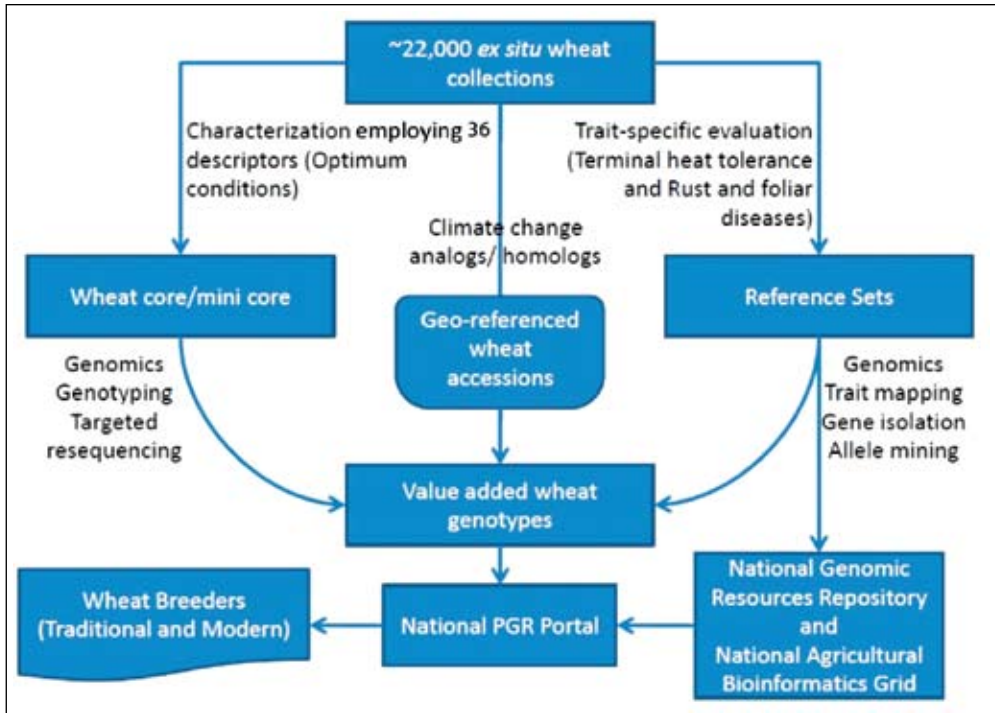 ~22,000 ex situ wheat
collections
Characterization employing 36
descriptors (Optimum
conditions)
Climate change
analogs/ homologs
Trait-specific evaluation
(Terminal heat tolerance
and Rust and foliar
diseases)
Wheat core/mini core
Geo-referenced
wheat
accessions
Reference Sets
Genomics
Genotyping
Targeted
resequencing
Genomics
Trait mapping
Gene isolation
Allele mining
Value added wheat
genotypes
Wheat Breeders
(Traditional and Modern)
National PGR Portal
National Genomic
Resources Repository
and
National Agricultural
Bioinformatics Grid